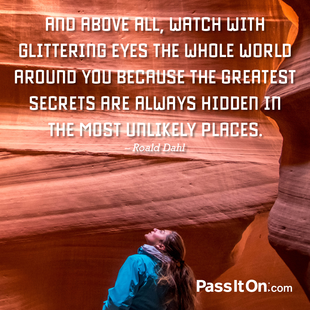 AND ABOVE ALL, WATCH WITH
GLITTERING EYES THE WHOLE WORLD
AROUND YOU BECAUSE THE GREATEST
SECRETS ARE ALWAYS HIDDEN IN
THE MOST UNLIKELY PLACES.
—Roald Dahl
PassItOn.com